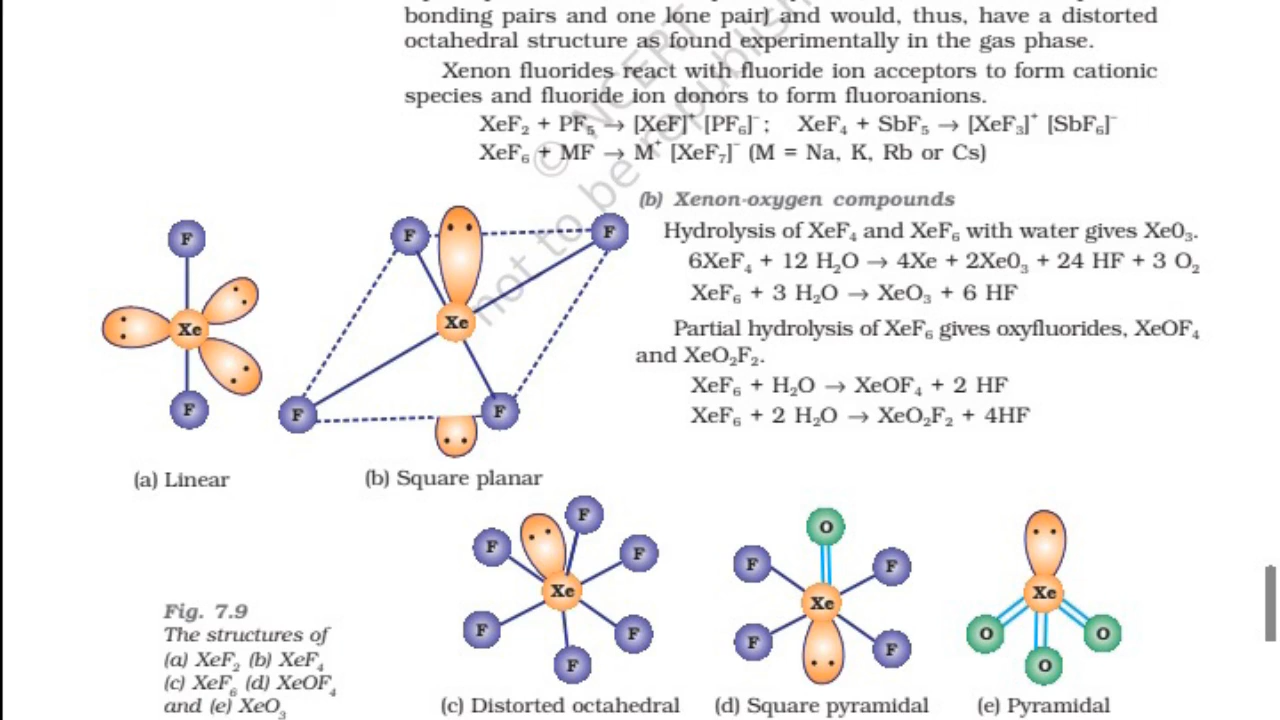 bonding pairs and one lone pair) and would, thus, have a distorted
octahedral structure as found experimentally in the gas phase.
Xenon fluorides react with fluoride ion acceptors to form cationic
species and fluoride ion donors to form fluoroanions.
XeF₂ + PF₅ → [XeF]⁺ [PF₆]⁻ ; XeF₄ + SbF₅ → [XeF₃]⁺ [SbF₆]⁻
XeF₆ + MF → M⁺ [XeF₇]⁻ (M = Na, K, Rb or Cs)
© NCERT
not to be republish
(b) Xenon-oxygen compounds
Hydrolysis of XeF₄ and XeF₆ with water gives Xe0₃.
6XeF₄ + 12 H₂O → 4Xe + 2Xe0₃ + 24 HF + 3 O₂
XeF₆ + 3 H₂O → XeO₃ + 6 HF
Partial hydrolysis of XeF₆ gives oxyfluorides, XeOF₄
and XeO₂F₂.
XeF₆ + H₂O → XeOF₄ + 2 HF
XeF₆ + 2 H₂O → XeO₂F₂ + 4HF
F
Xe
F
F
F
Xe
F
F
(a) Linear
(b) Square planar
F
F
F
Xe
F
F
F
O
F
F
Xe
F
F
Xe
O
O
O
Fig. 7.9
The structures of
(a) XeF₂ (b) XeF₄
(c) XeF₆ (d) XeOF₄
and (e) XeO₃
(c) Distorted octahedral
(d) Square pyramidal
(e) Pyramidal